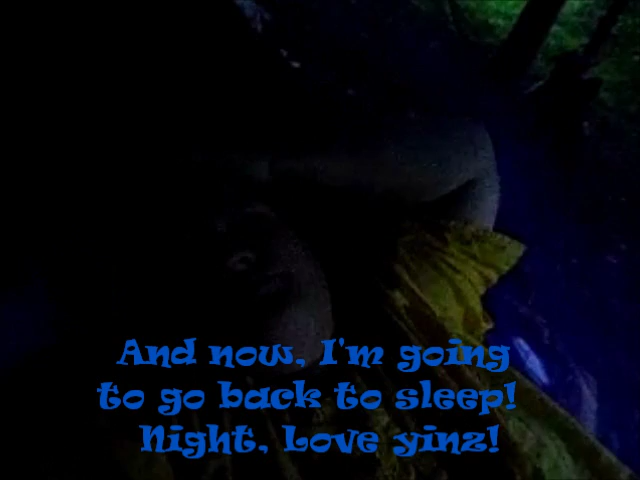 And now, I'm going
to go back to sleep!
Night, Love yinz!